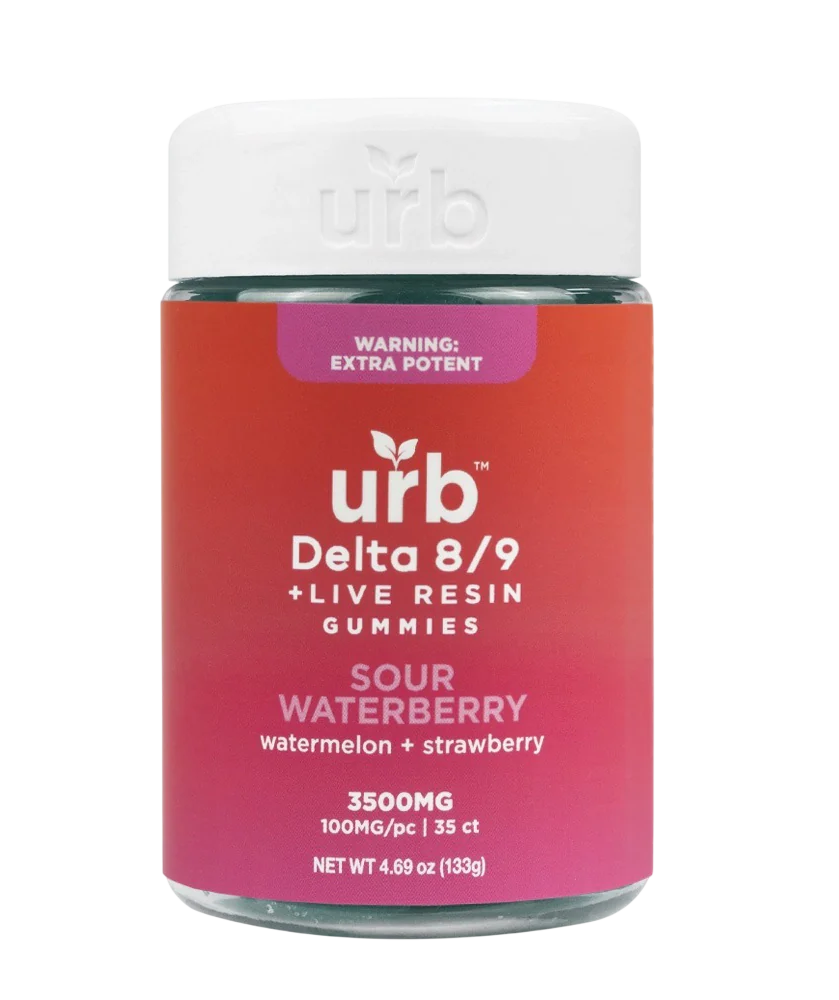 urb
WARNING:
EXTRA POTENT
urb™
Delta 8/9
+LIVE RESIN
GUMMIES
SOUR
WATERBERRY
watermelon + strawberry
3500MG
100MG/pc | 35 ct
NET WT 4.69 oz (133g)